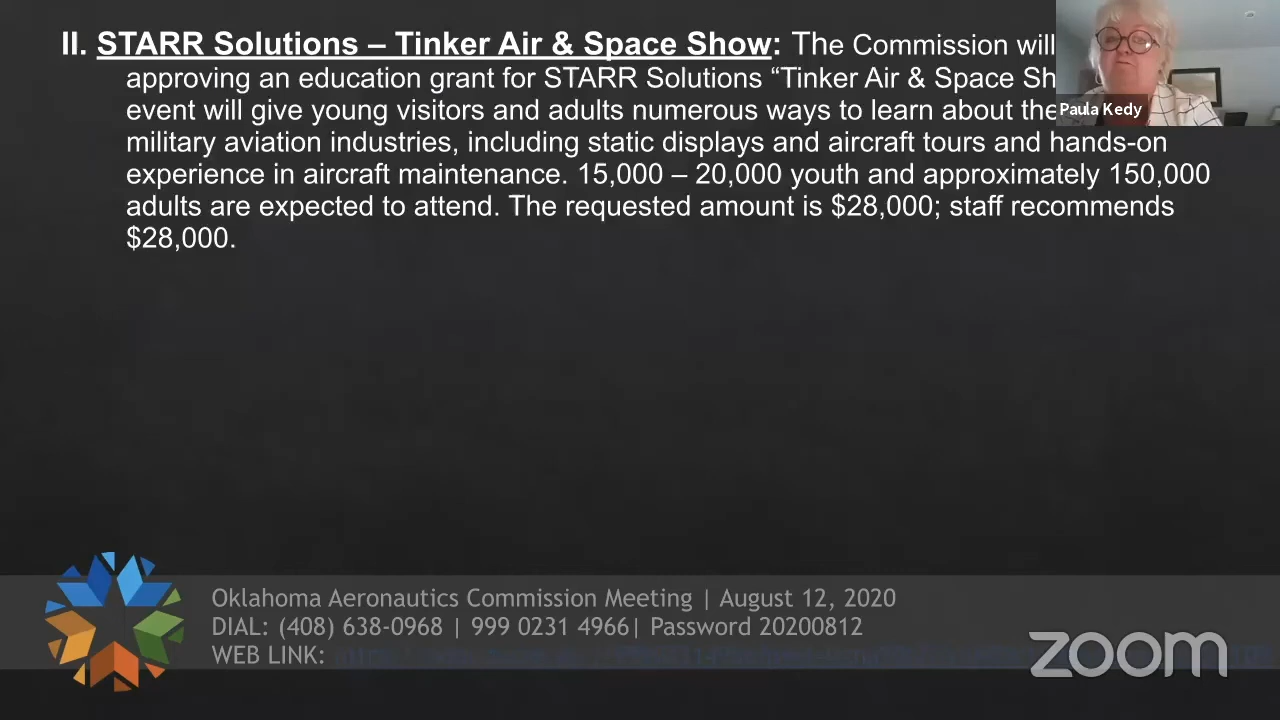 II. STARR Solutions – Tinker Air & Space Show: The Commission will
approving an education grant for STARR Solutions “Tinker Air & Space Sh
event will give young visitors and adults numerous ways to learn about the
Paula Kedy
military aviation industries, including static displays and aircraft tours and hands-on
experience in aircraft maintenance. 15,000 – 20,000 youth and approximately 150,000
adults are expected to attend. The requested amount is $28,000; staff recommends
$28,000.
Oklahoma Aeronautics Commission Meeting | August 12, 2020
DIAL: (408) 638-0968 | 999 0231 4966| Password 20200812
WEB LINK:
zoom